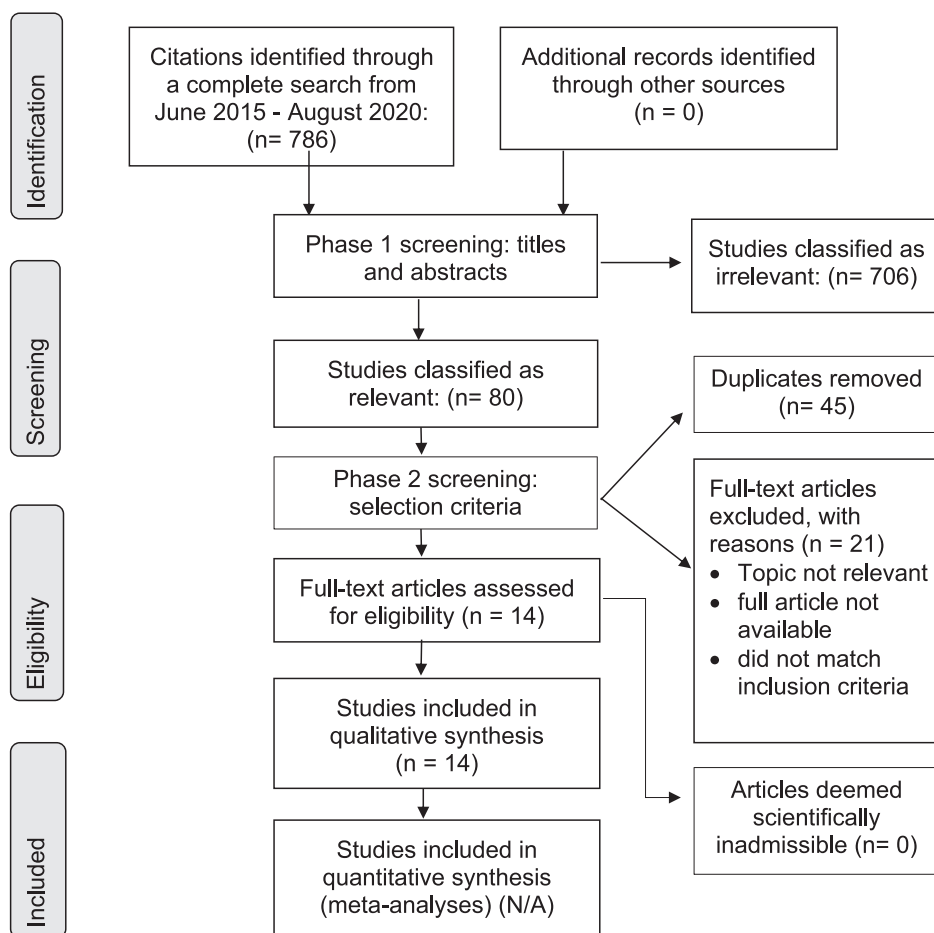 Identification
Citations identified through
a complete search from
June 2015 - August 2020:
(n= 786)
Additional records identified
through other sources
(n = 0)
Phase 1 screening: titles
and abstracts
Studies classified as
irrelevant: (n= 706)
Screening
Studies classified as
relevant: (n= 80)
Duplicates removed
(n= 45)
Phase 2 screening:
selection criteria
Full-text articles
excluded, with
reasons (n = 21)
• Topic not relevant
• full article not
available
• did not match
inclusion criteria
Eligibility
Full-text articles assessed
for eligibility (n = 14)
Studies included in
qualitative synthesis
(n = 14)
Articles deemed
scientifically
inadmissible (n= 0)
Included
Studies included in
quantitative synthesis
(meta-analyses) (N/A)